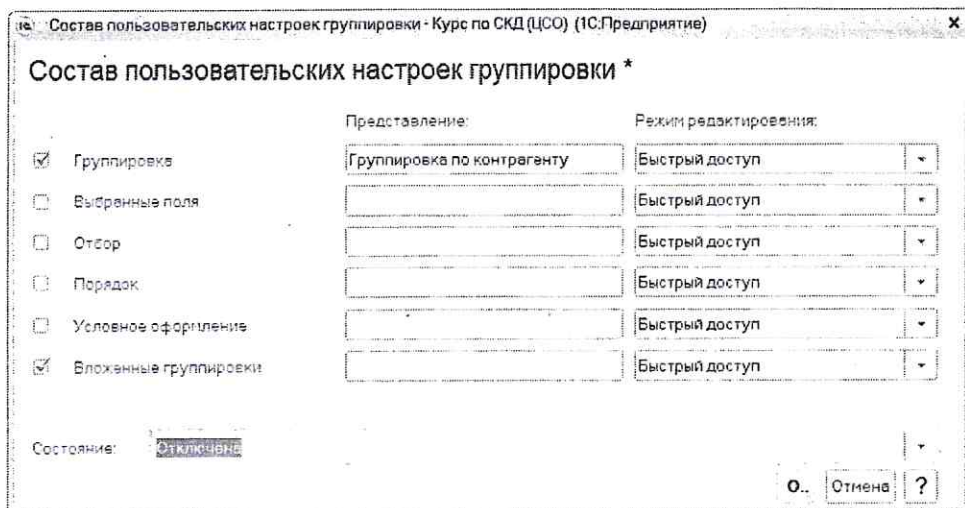 Состав пользовательских настроек группировки - Курс по СКД (ЦСО) (1С:Предприятие) x
Состав пользовательских настроек группировки *
Представление: Режим редактирования:
Группировка Группировка по контрагенту Быстрый доступ
Выбранные поля Быстрый доступ
Отбор Быстрый доступ
Порядок Быстрый доступ
Условное оформление Быстрый доступ
Вложенные группировки Быстрый доступ
Состояние: Отключена
О.. Отмена ?